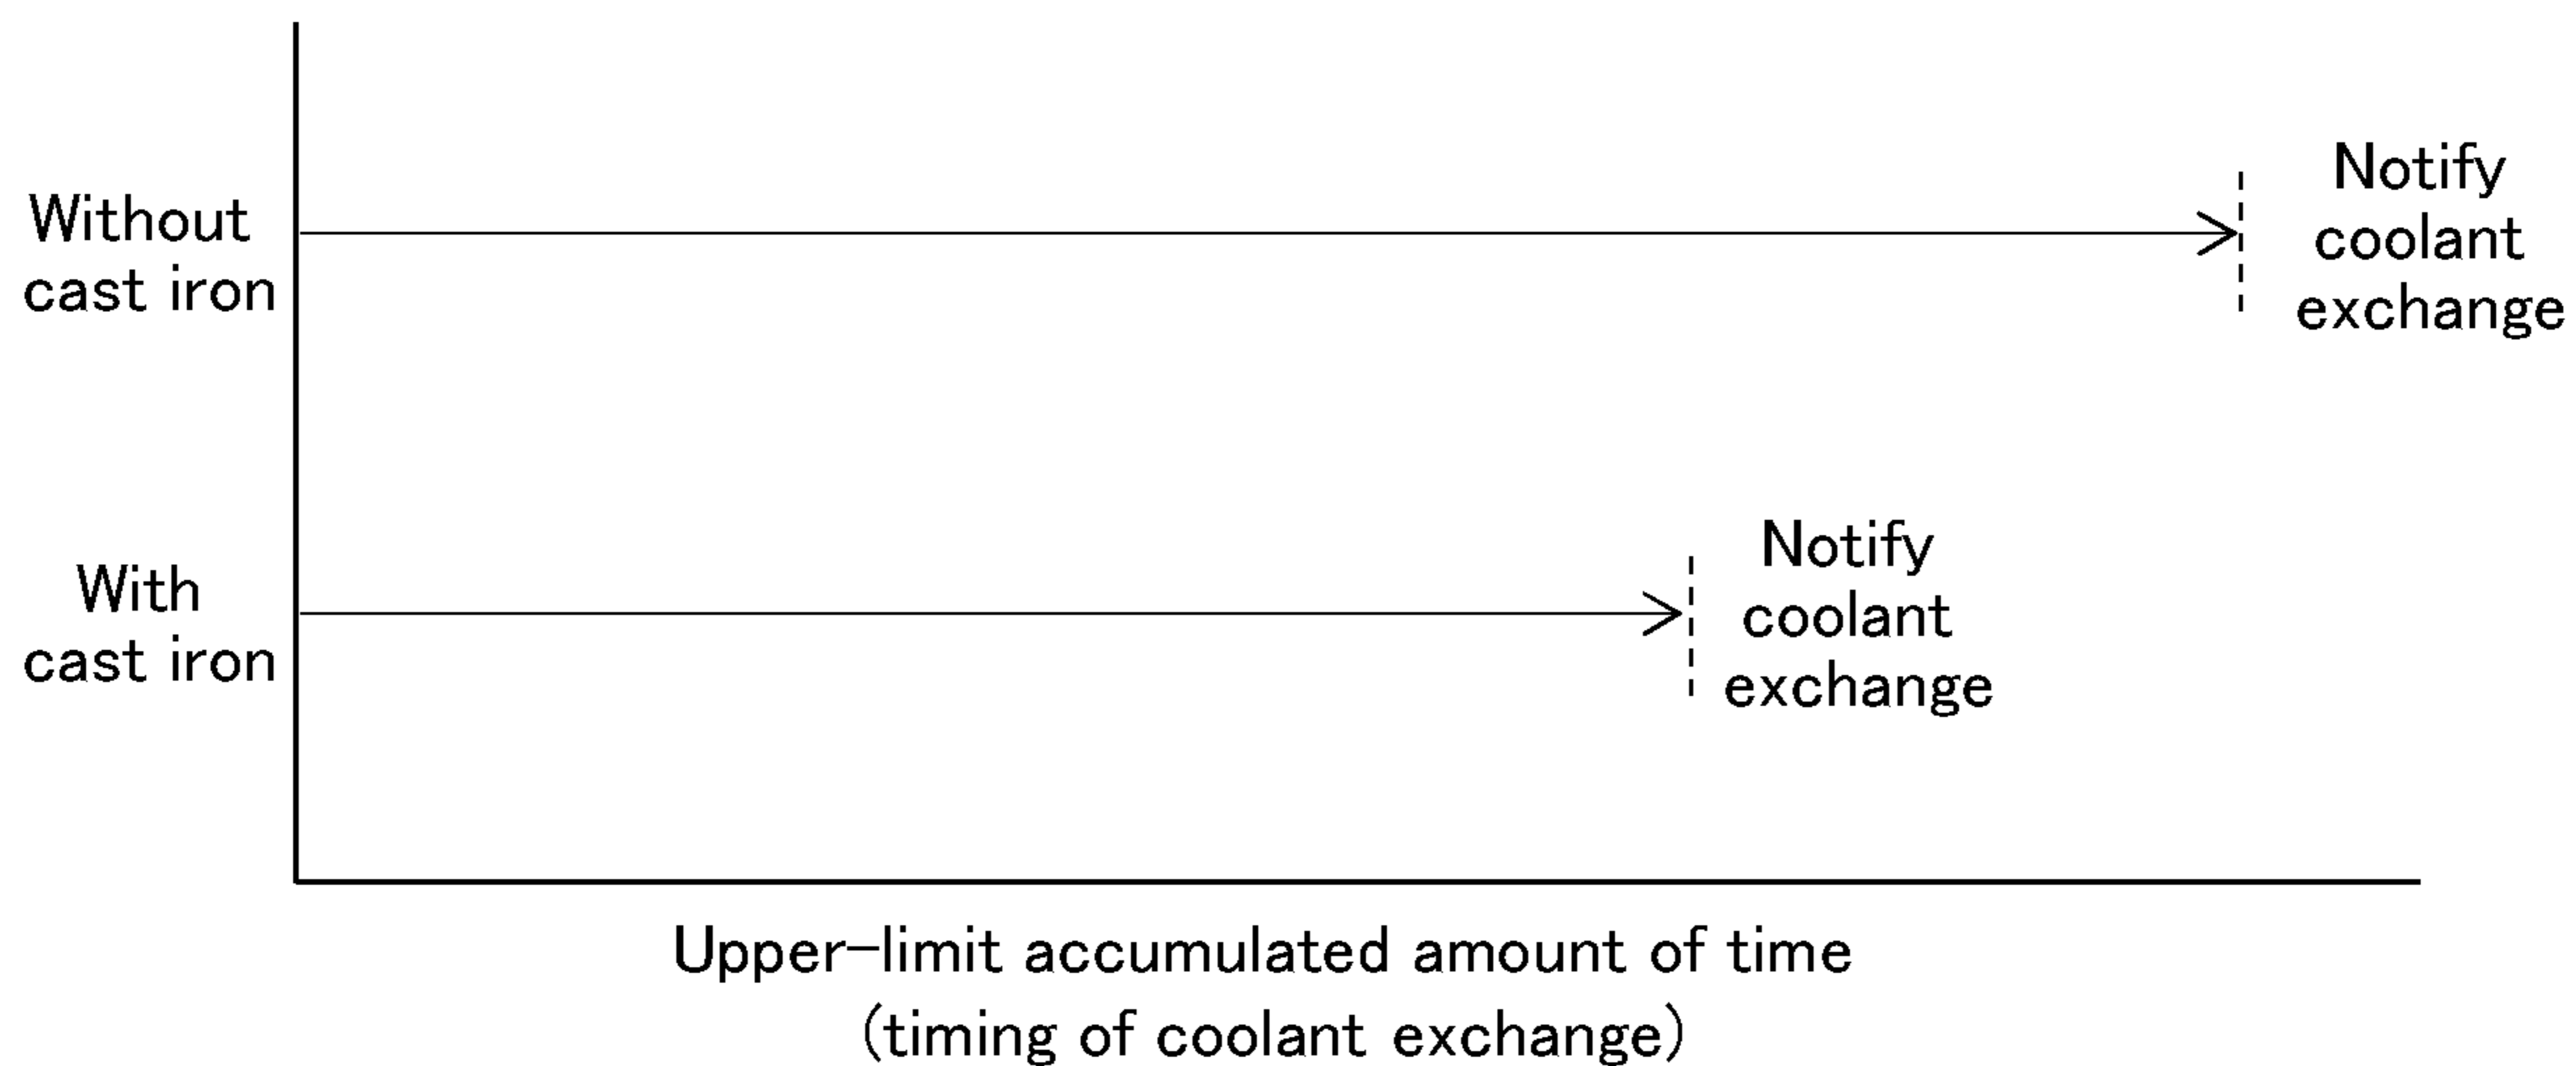 Without
cast iron
Notify
coolant
exchange
With
cast iron
Notify
coolant
exchange
Upper-limit accumulated amount of time
(timing of coolant exchange)